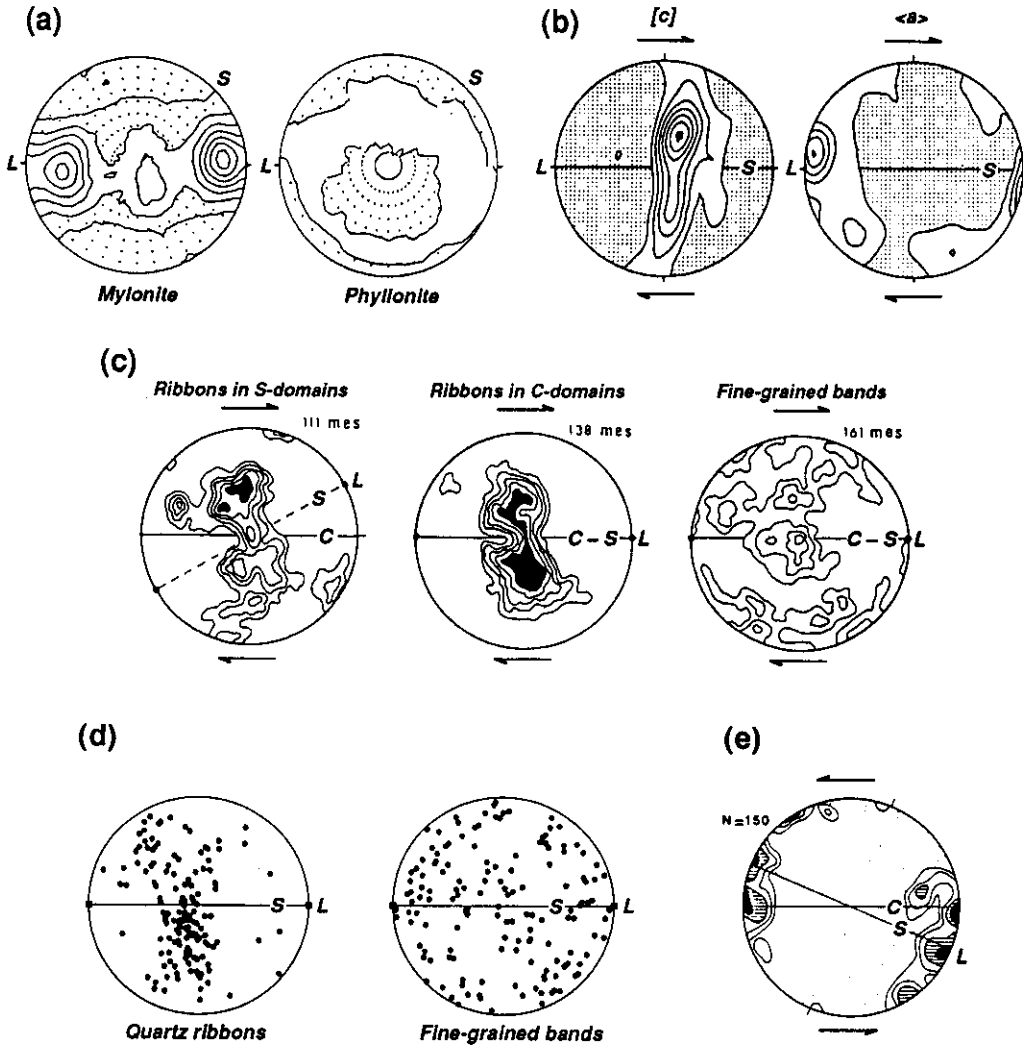 (a)
S
S
L
L
Mylonite
Phyllonite
(b)
[c]
<a>
L
S
L
S
(c)
Ribbons in S-domains
Ribbons in C-domains
Fine-grained bands
111 mes
138 mes
161 mes
S
L
C
C - S L
C - S L
(d)
S L
S L
Quartz ribbons
Fine-grained bands
(e)
N=150
C
S
L